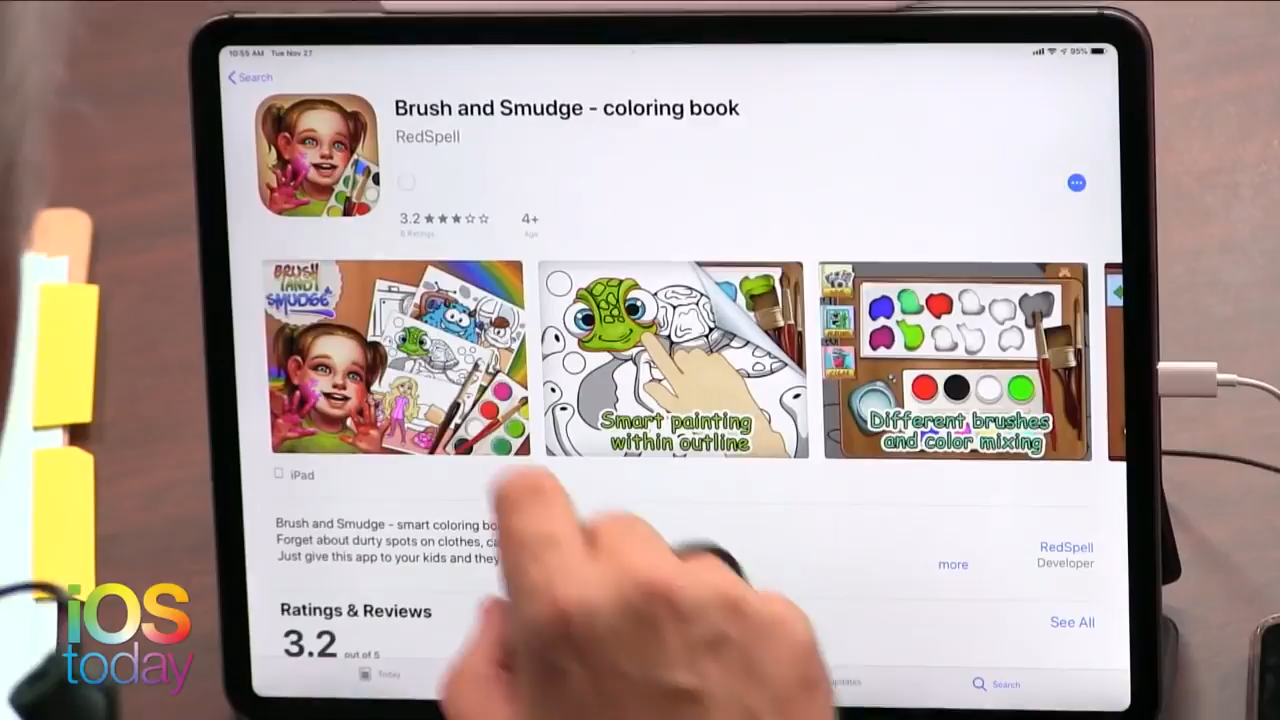 10:55 AM Tue Nov 27
95%
Search
Brush and Smudge - coloring book
RedSpell
3.2
4+
6 Ratings
Age
BRUSH
AND
SMUDGE
Smart painting
within outline
Different brushes
and color mixing
iPad
Brush and Smudge - smart coloring bo
Forget about durty spots on clothes, ca
Just give this app to your kids and they
more
RedSpell
Developer
Ratings & Reviews
See All
3.2 out of 5
Today
Updates
Search
iOS
today